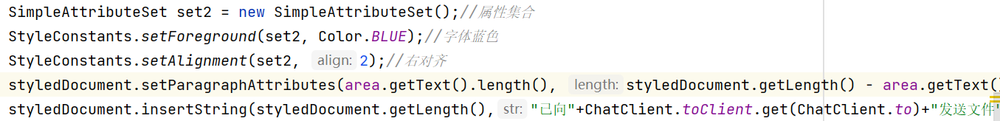 SimpleAttributeSet set2 = new SimpleAttributeSet();//属性集合
StyleConstants.setForeground(set2, Color.BLUE);//字体蓝色
StyleConstants.setAlignment(set2, align: 2);//右对齐
styledDocument.setParagraphAttributes(area.getText().length(), length: styledDocument.getLength() - area.getText()
styledDocument.insertString(styledDocument.getLength(), str: "已向"+ChatClient.toClient.get(ChatClient.to)+"发送文件"